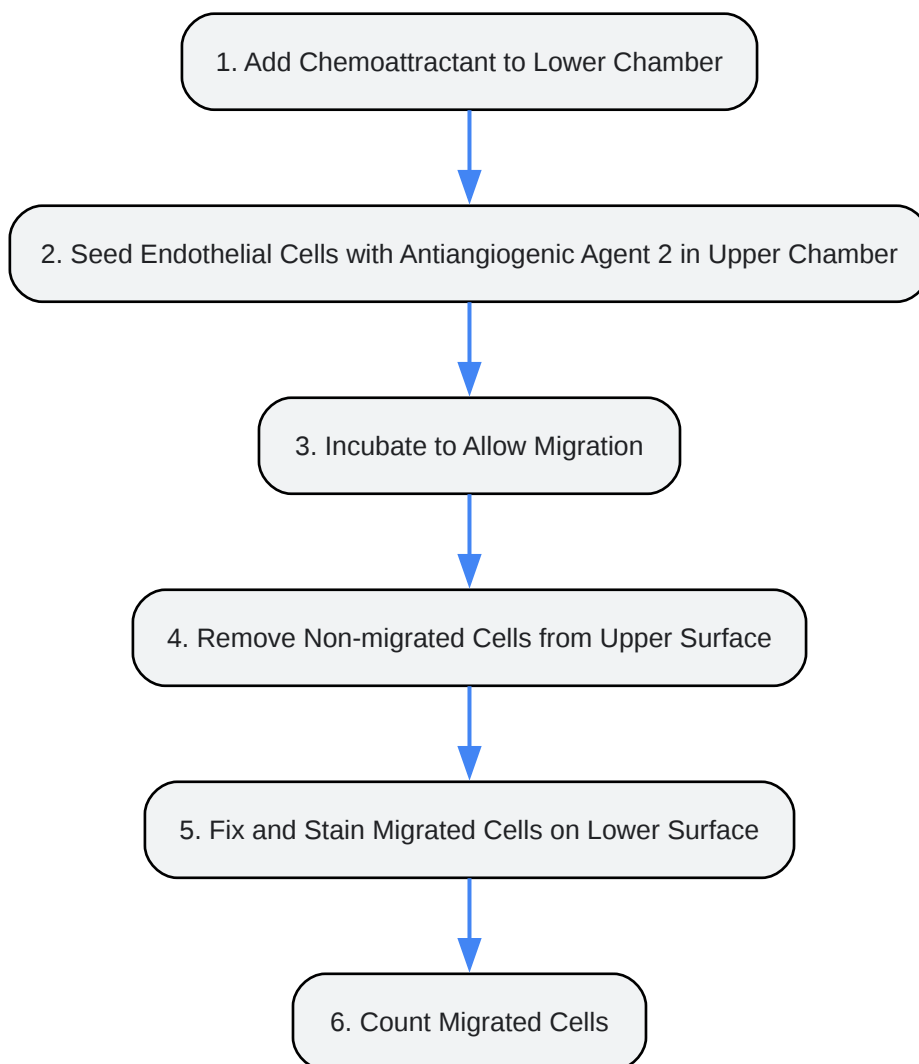 1. Add Chemoattractant to Lower Chamber
2. Seed Endothelial Cells with Antiangiogenic Agent 2 in Upper Chamber
3. Incubate to Allow Migration
4. Remove Non-migrated Cells from Upper Surface
5. Fix and Stain Migrated Cells on Lower Surface
6. Count Migrated Cells